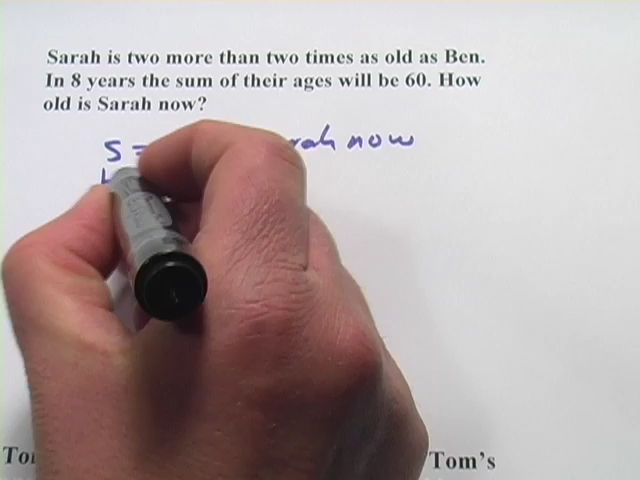 Sarah is two more than two times as old as Ben.
In 8 years the sum of their ages will be 60. How
old is Sarah now?
S = now
Tom's